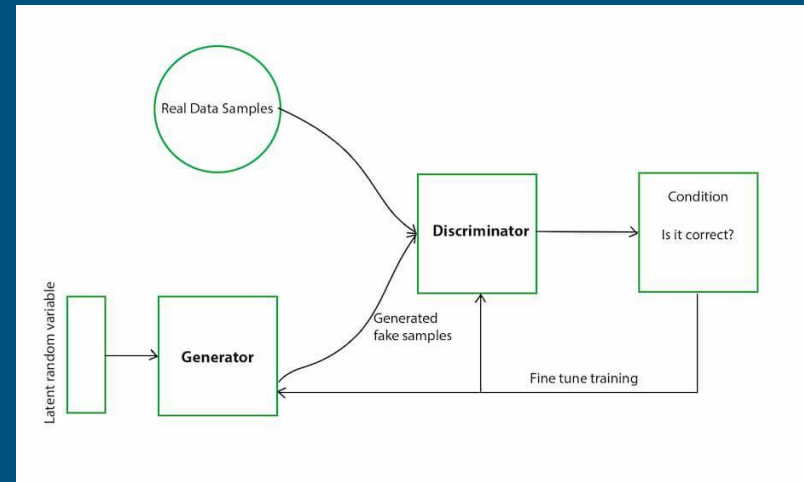 Real Data Samples
Condition
Is it correct?
Discriminator
Latent random variable
Generator
Generated
fake samples
Fine tune training